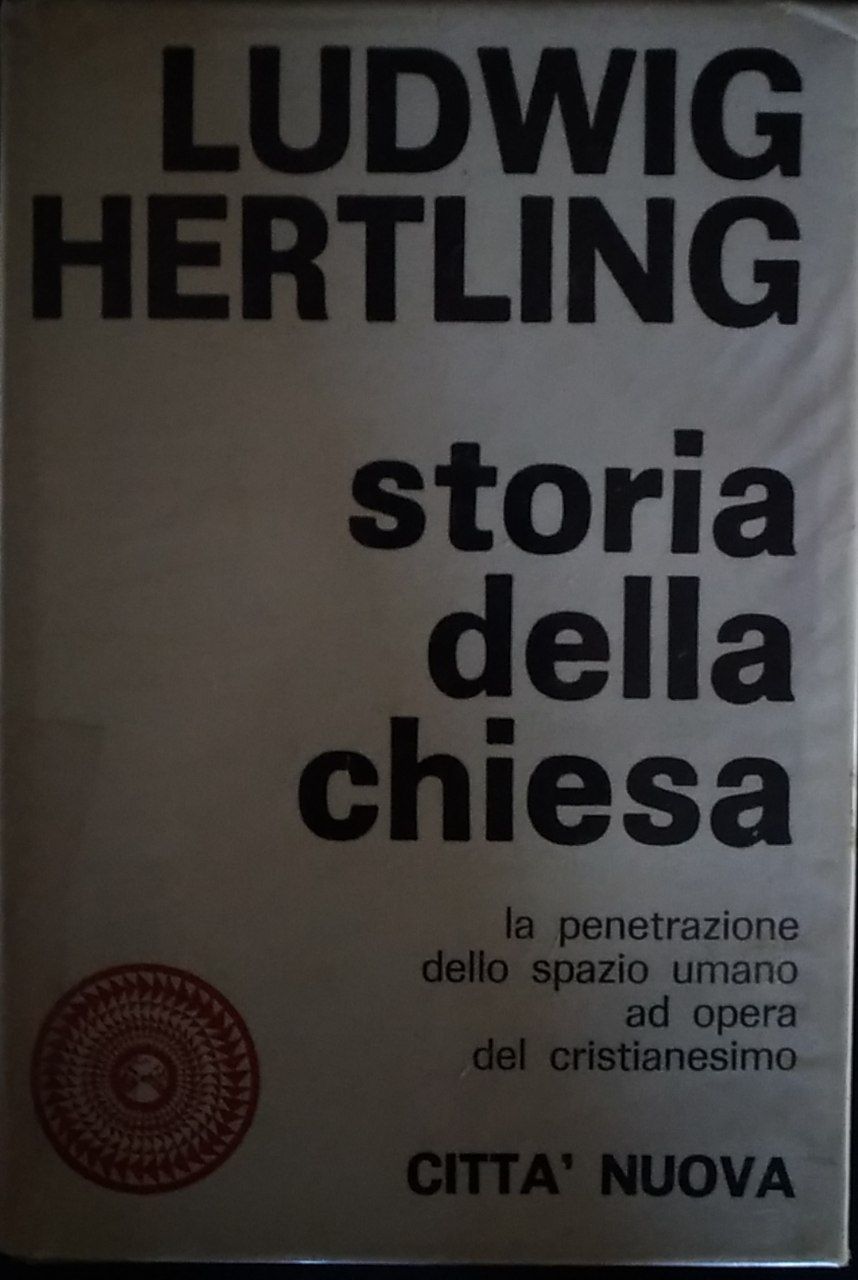 LUDWIG
HERTLING
storia
della
chiesa
la penetrazione
dello spazio umano
ad opera
del cristianesimo
CITTA' NUOVA